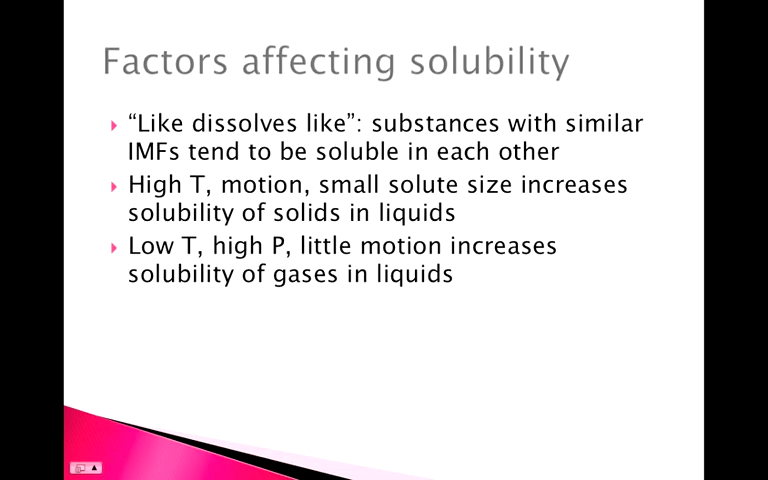 Factors affecting solubility
“Like dissolves like”: substances with similar
IMFs tend to be soluble in each other
High T, motion, small solute size increases
solubility of solids in liquids
Low T, high P, little motion increases
solubility of gases in liquids